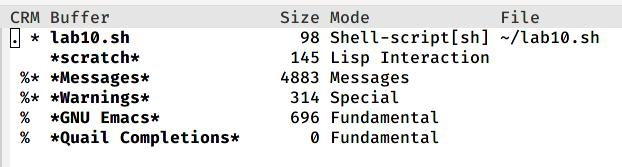 CRM Buffer Size Mode File
. * lab10.sh 98 Shell-script[sh] ~/lab10.sh
*scratch* 145 Lisp Interaction
%* *Messages* 4883 Messages
%* *Warnings* 314 Special
% *GNU Emacs* 696 Fundamental
% *Quail Completions* 0 Fundamental